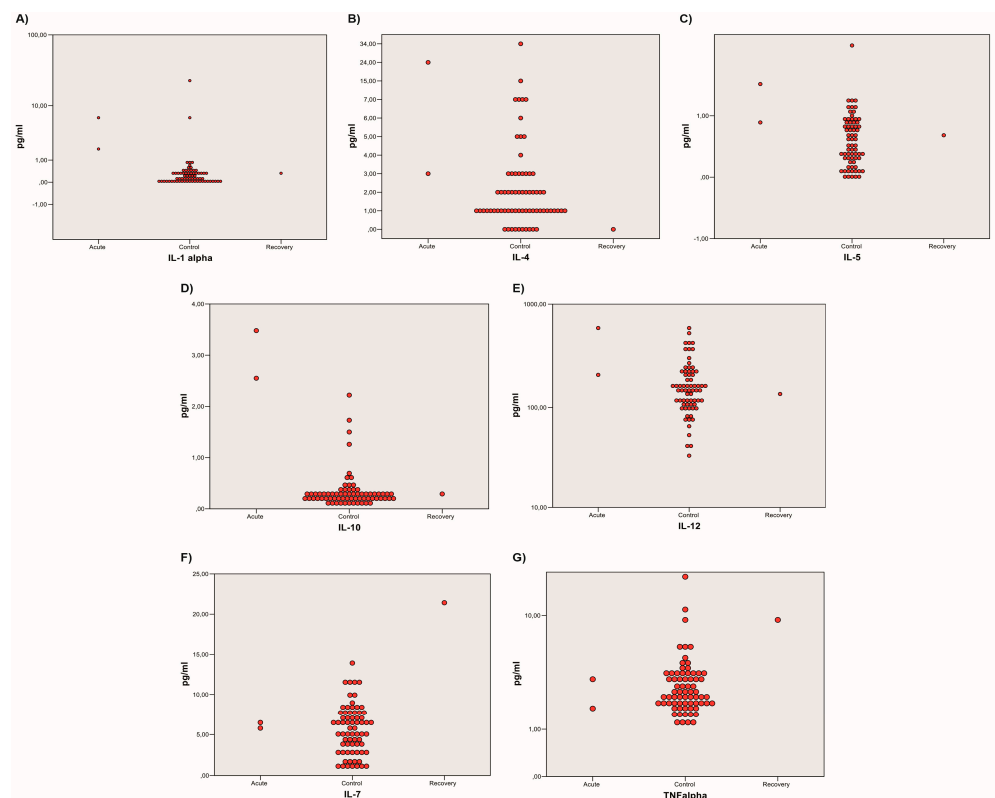 A)
100,00
10,00
1,00
,00
-1,00
pg/ml
Acute
Control
Recovery
IL-1 alpha
B)
34,00
24,00
15,00
7,00
6,00
5,00
4,00
3,00
2,00
1,00
,00
pg/ml
Acute
Control
Recovery
IL-4
C)
1,00
,00
-1,00
pg/ml
Acute
Control
Recovery
IL-5
D)
4,00
3,00
2,00
1,00
,00
pg/ml
Acute
Control
Recovery
IL-10
E)
1000,00
100,00
10,00
pg/ml
Acute
Control
Recovery
IL-12
F)
25,00
20,00
15,00
10,00
5,00
,00
pg/ml
Acute
Control
Recovery
IL-7
G)
10,00
1,00
,00
pg/ml
Acute
Control
Recovery
TNFalpha